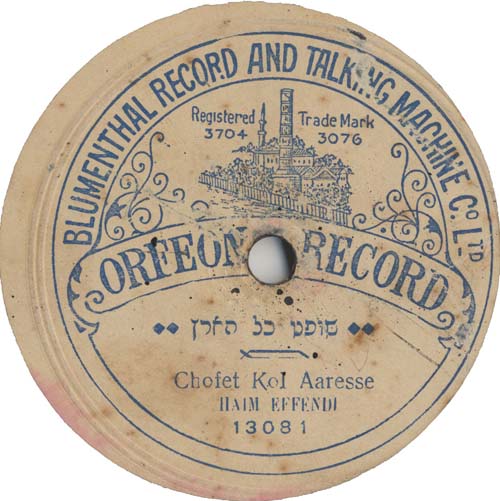 BLUMENTHAL RECORD AND TALKING MACHINE Cº. LTD
Registered Trade Mark
3704 3076
ORFEON RECORD
שופט כל הארץ
Chofet Kol Aaresse
HAIM EFFENDI
13081